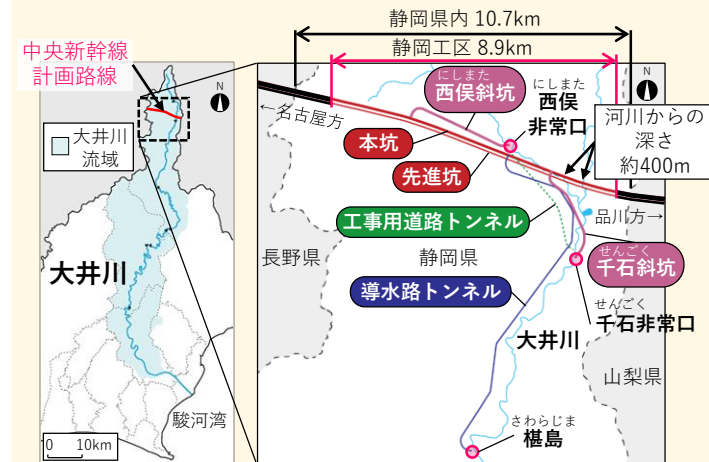 静岡県内 10.7km
静岡工区 8.9km
中央新幹線
計画路線
N
大井川
流域
大井川
駿河湾
0 10km
N
←名古屋方
にしまた
西俣斜坑
にしまた
西俣
非常口
河川からの
深さ
約400m
本坑
先進坑
品川方→
工事用道路トンネル
長野県
静岡県
せんごく
千石斜坑
導水路トンネル
せんごく
千石非常口
大井川
山梨県
さわらじま
椹島